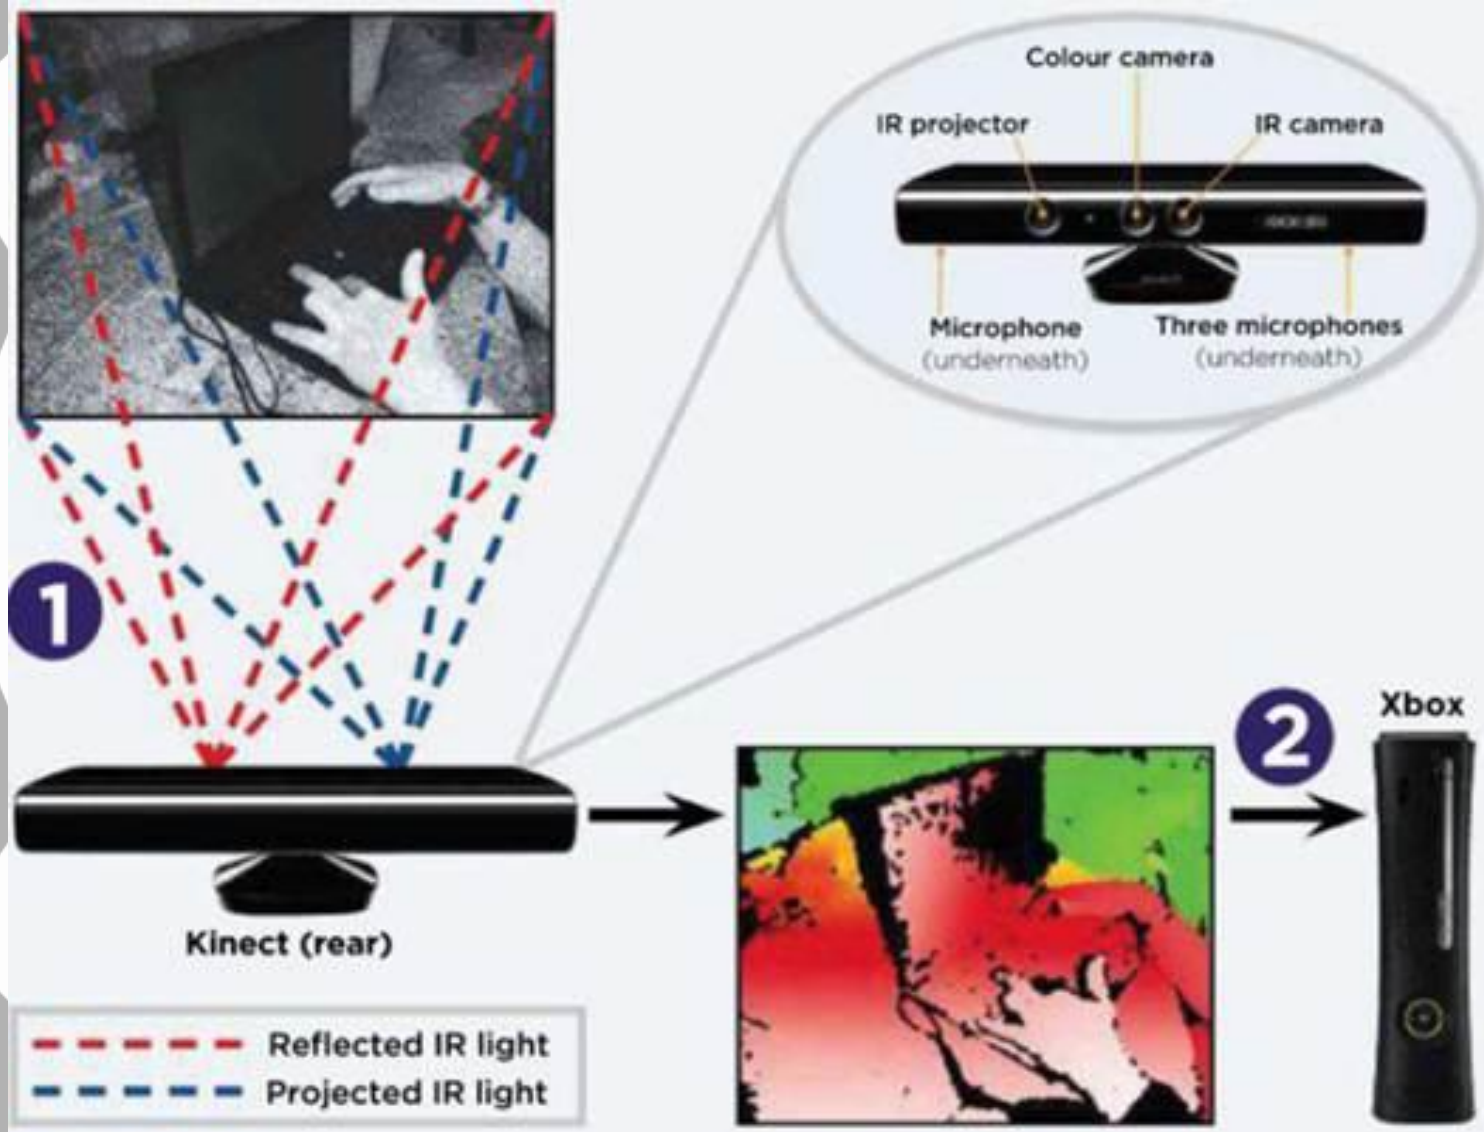 Colour camera
IR projector
IR camera
Microphone
(underneath)
Three microphones
(underneath)
1
2
Xbox
Kinect (rear)
Reflected IR light
Projected IR light